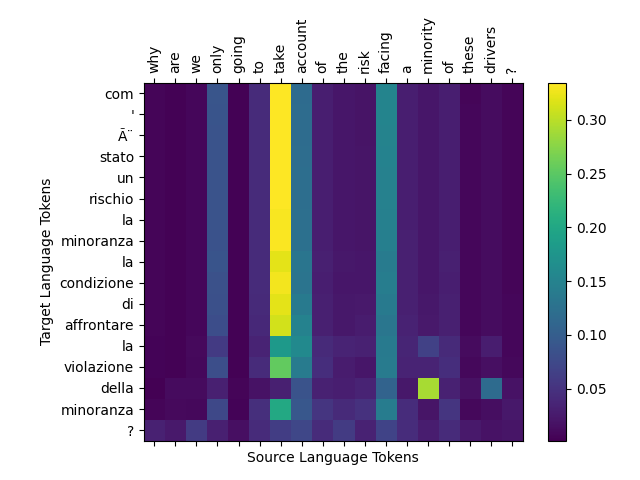 why are we only going to take account of the risk facing a minority of these drivers ?
com
'
Ã¨
stato
un
rischio
la
minoranza
la
condizione
di
affrontare
la
violazione
della
minoranza
?
Target Language Tokens
Source Language Tokens
0.30
0.25
0.20
0.15
0.10
0.05